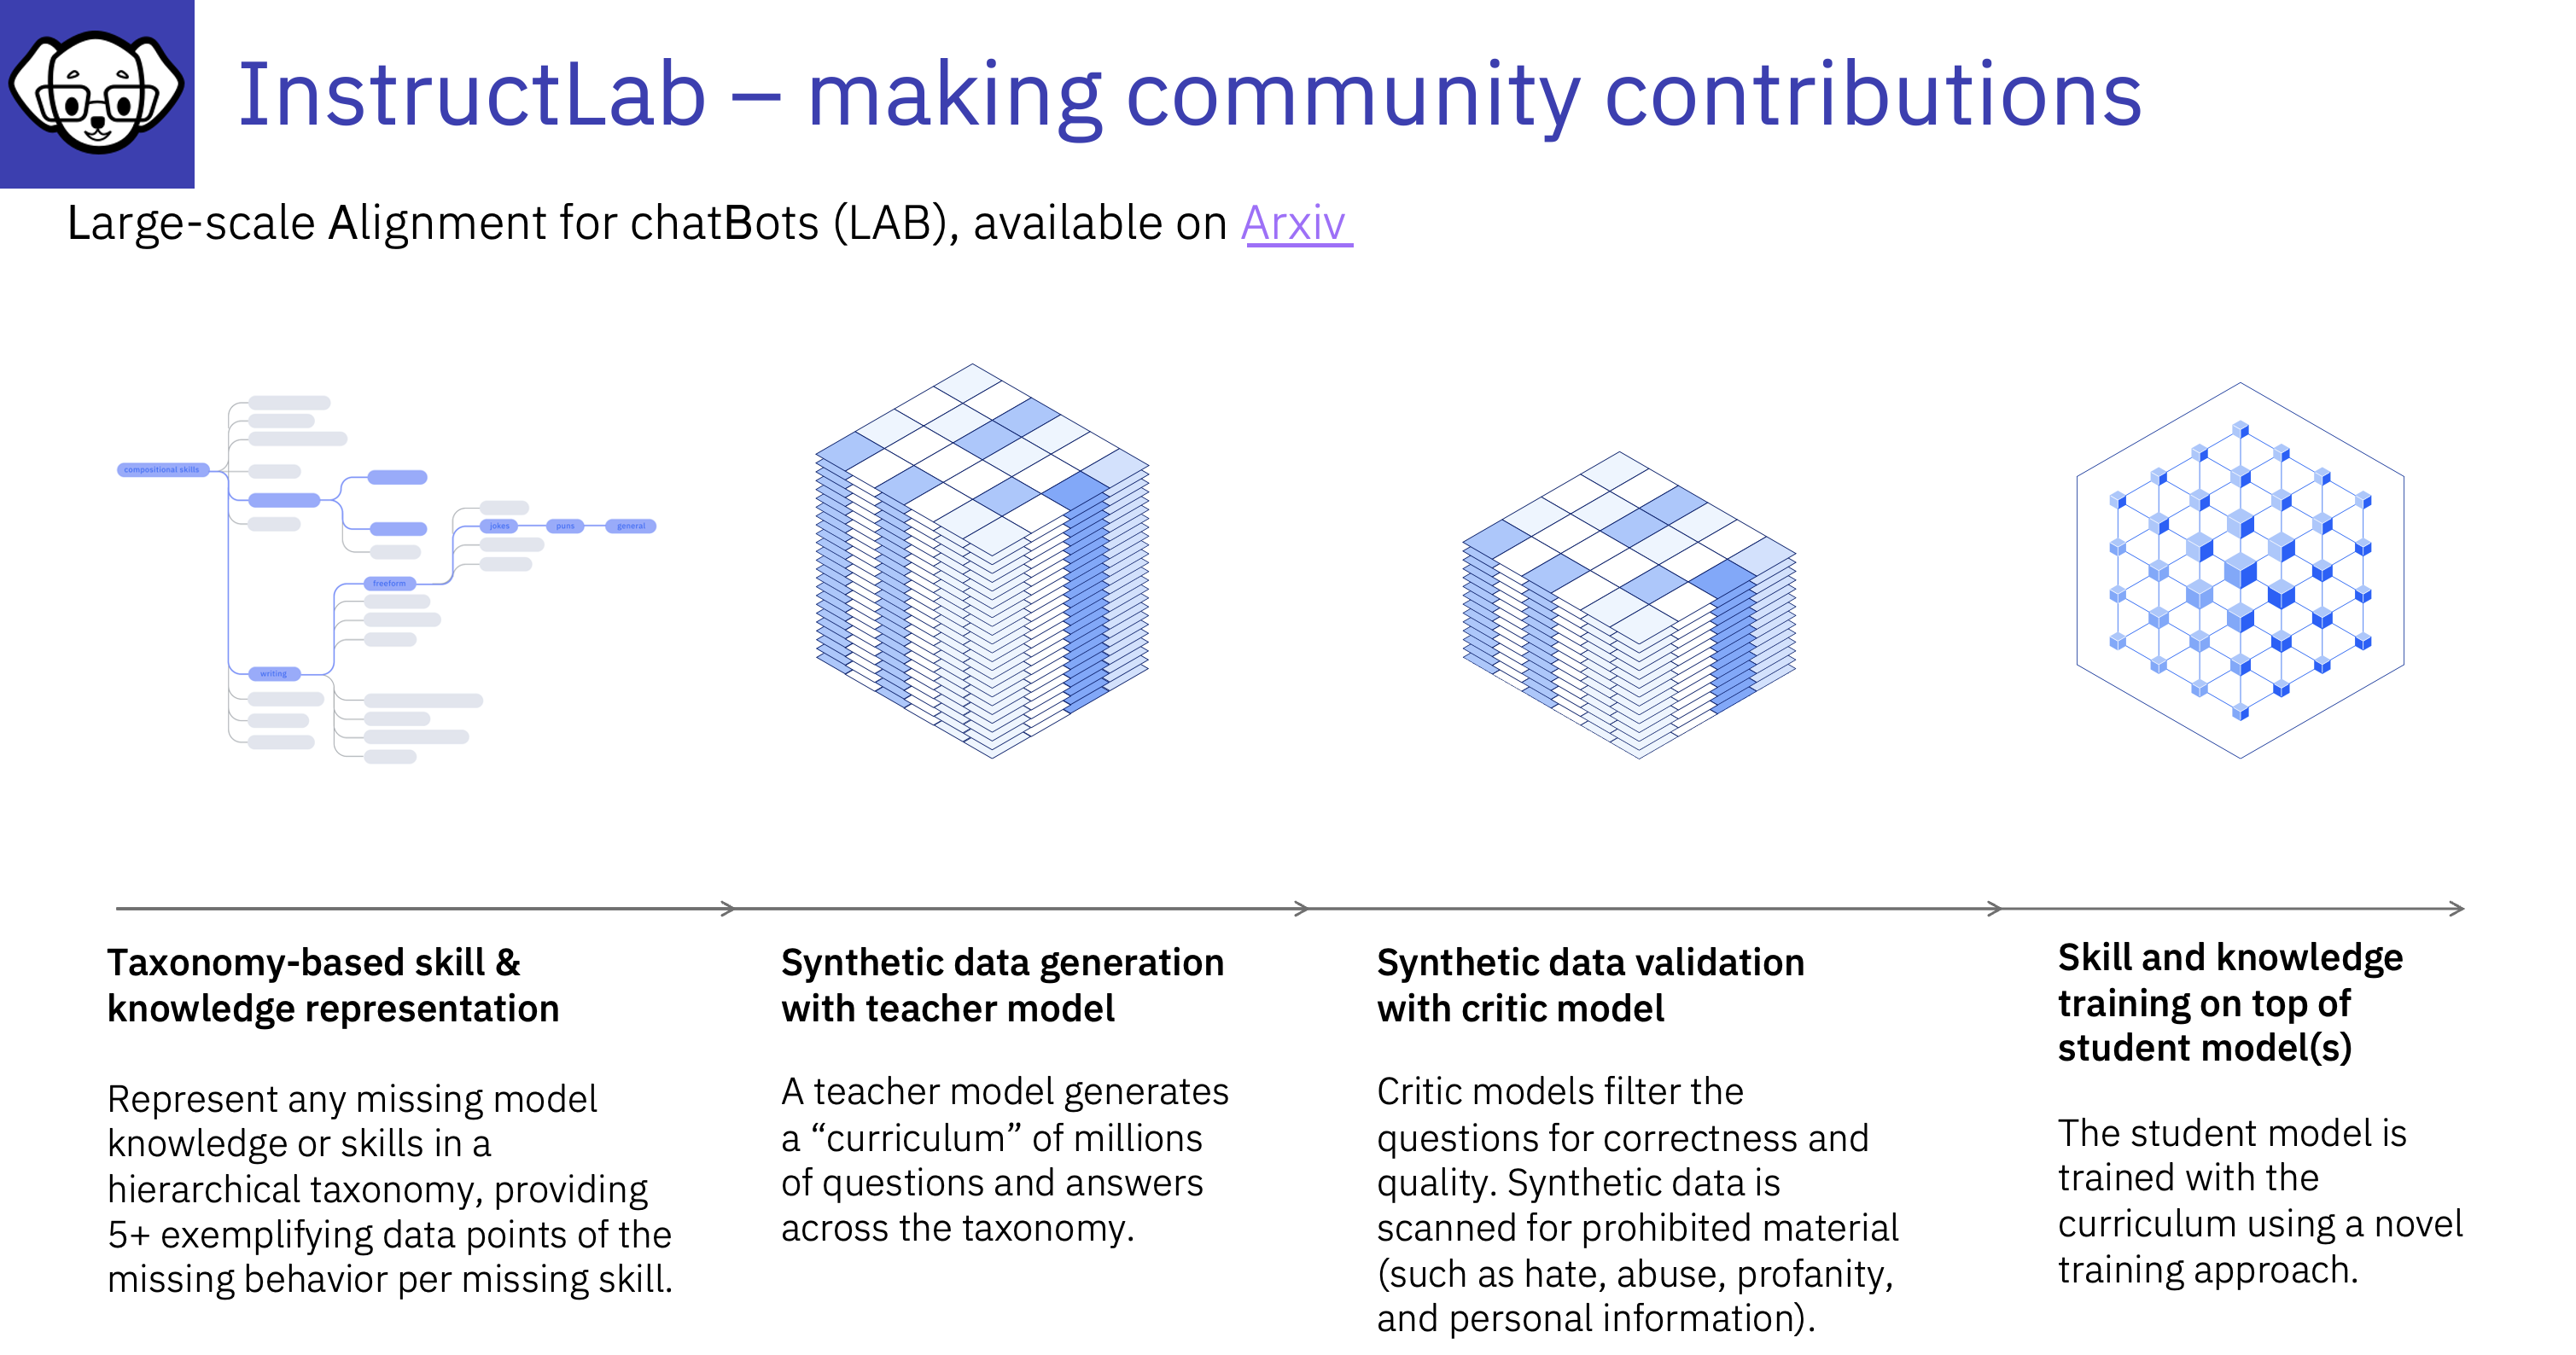 InstructLab – making community contributions
Large-scale Alignment for chatBots (LAB), available on Arxiv
compositional skills
jokes
puns
general
freeform
writing
Taxonomy-based skill &
knowledge representation
Represent any missing model
knowledge or skills in a
hierarchical taxonomy, providing
5+ exemplifying data points of the
missing behavior per missing skill.
Synthetic data generation
with teacher model
A teacher model generates
a “curriculum” of millions
of questions and answers
across the taxonomy.
Synthetic data validation
with critic model
Critic models filter the
questions for correctness and
quality. Synthetic data is
scanned for prohibited material
(such as hate, abuse, profanity,
and personal information).
Skill and knowledge
training on top of
student model(s)
The student model is
trained with the
curriculum using a novel
training approach.